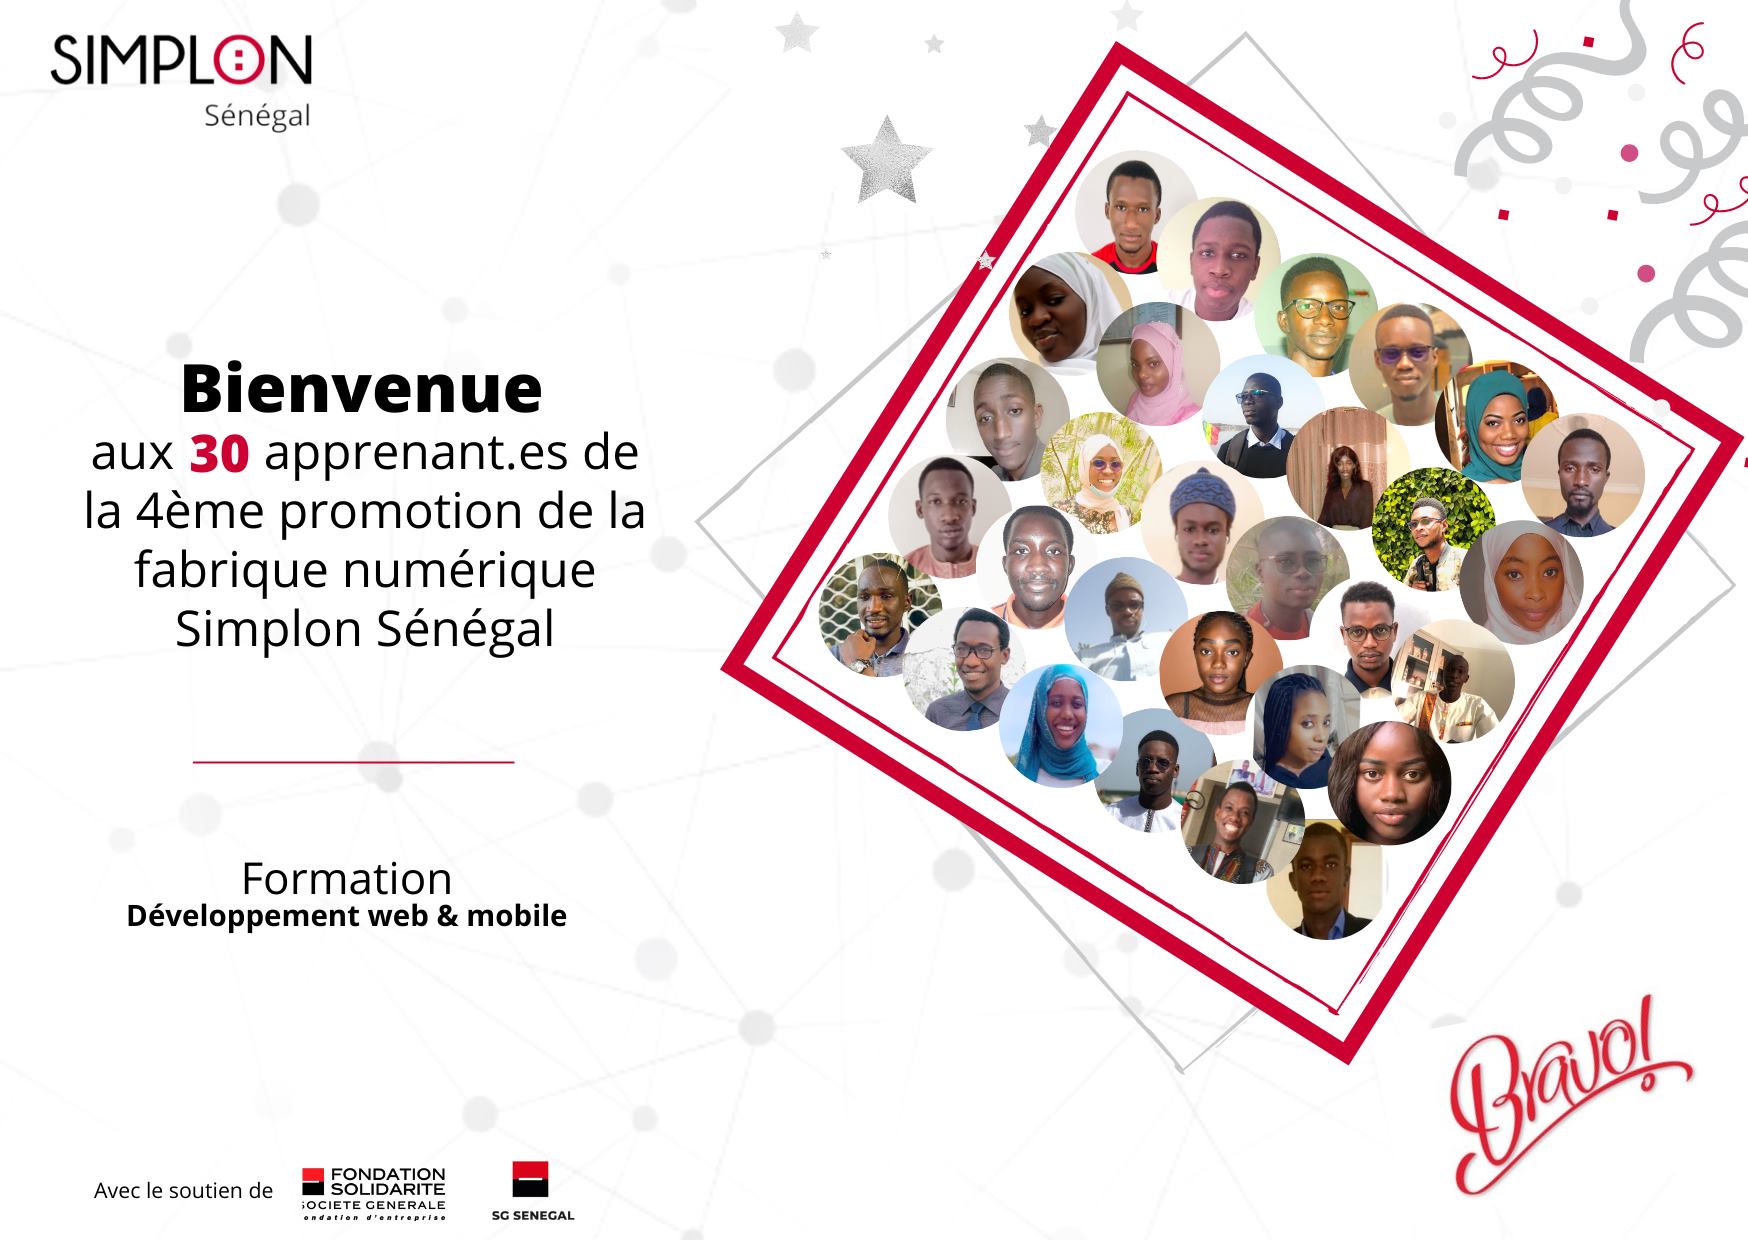 SIMPLON
Sénégal
Bienvenue
aux 30 apprenant.es de
la 4ème promotion de la
fabrique numérique
Simplon Sénégal
Formation
Développement web & mobile
Bravo!
Avec le soutien de
FONDATION
SOLIDARITE
SOCIETE GENERALE
ondation d'entreprise
SG SENEGAL